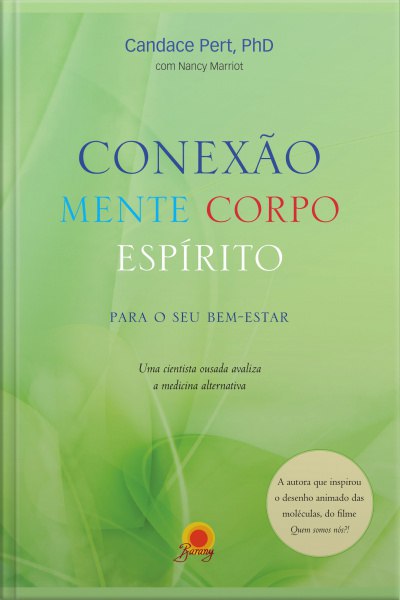 Candace Pert, PhD
com Nancy Marriot
CONEXÃO
MENTE CORPO
ESPÍRITO
PARA O SEU BEM-ESTAR
Uma cientista ousada avaliza
a medicina alternativa
A autora que inspirou
o desenho animado das
moléculas, do filme
Quem somos nós?!
Barany